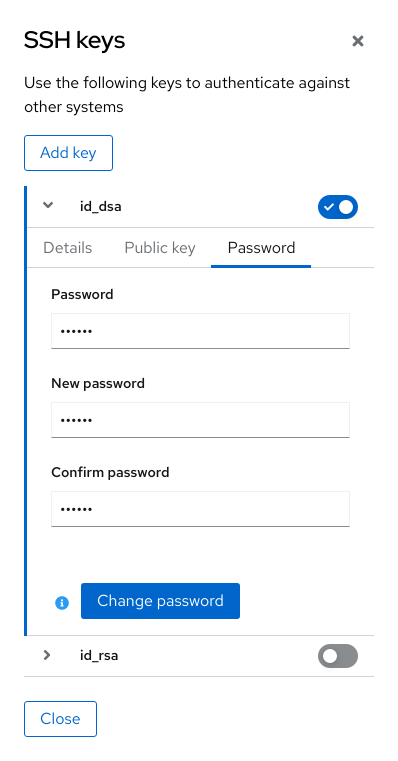 SSH keys
Use the following keys to authenticate against
other systems
Add key
id_dsa
Details Public key Password
Password
••••••
New password
••••••
Confirm password
••••••
Change password
id_rsa
Close